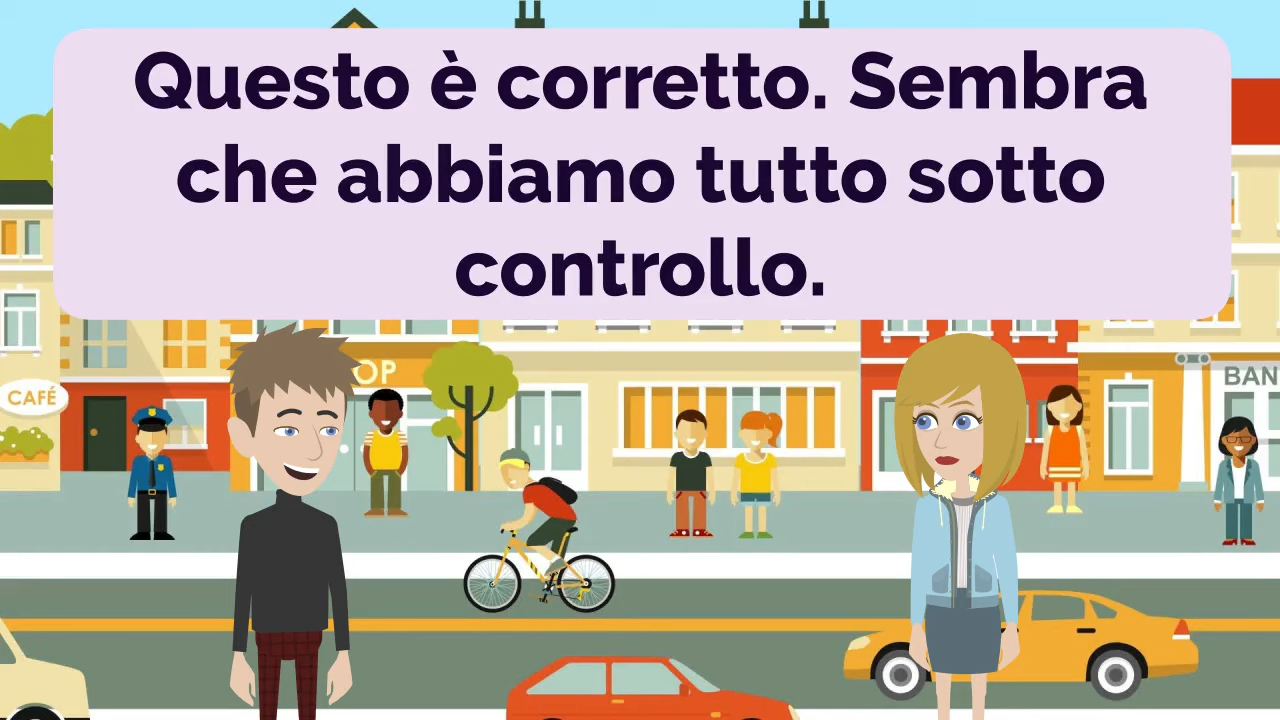 Questo è corretto. Sembra
che abbiamo tutto sotto
controllo.
OP
CAFÉ
BAN